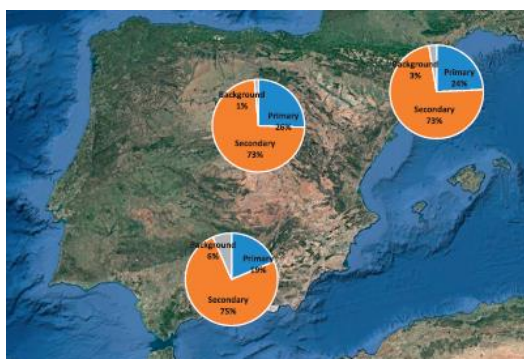 Background
3%
Primary
24%
Secondary
73%
Background
1%
Primary
26%
Secondary
73%
Background
6%
Primary
19%
Secondary
75%